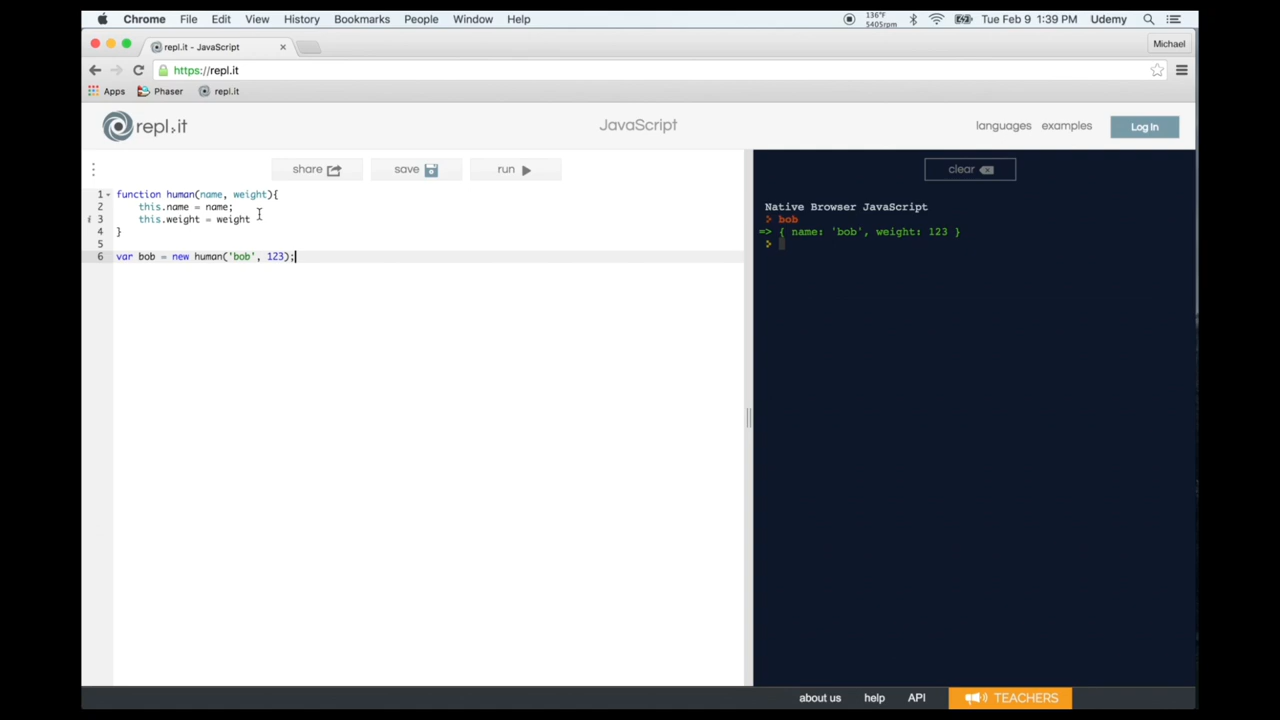 Chrome File Edit View History Bookmarks People Window Help 136°F 5405rpm Tue Feb 9 1:39 PM Udemy
repl.it - JavaScript Michael
https://repl.it
Apps Phaser repl.it
repl.it JavaScript languages examples Log In
share save run clear
1 function human(name, weight){
2 this.name = name;
i 3 this.weight = weight
4 }
5
6 var bob = new human('bob', 123);
Native Browser JavaScript
> bob
=> { name: 'bob', weight: 123 }
>
about us help API TEACHERS